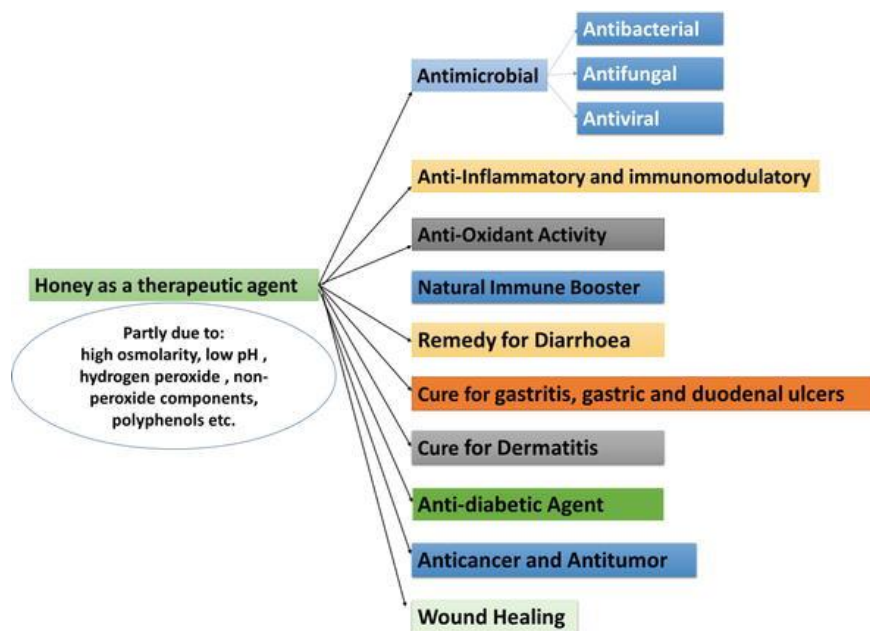 Antibacterial
Antimicrobial
Antifungal
Antiviral
Anti-Inflammatory and immunomodulatory
Anti-Oxidant Activity
Honey as a therapeutic agent
Natural Immune Booster
Partly due to:
high osmolarity, low pH ,
hydrogen peroxide , non-
peroxide components,
polyphenols etc.
Remedy for Diarrhoea
Cure for gastritis, gastric and duodenal ulcers
Cure for Dermatitis
Anti-diabetic Agent
Anticancer and Antitumor
Wound Healing